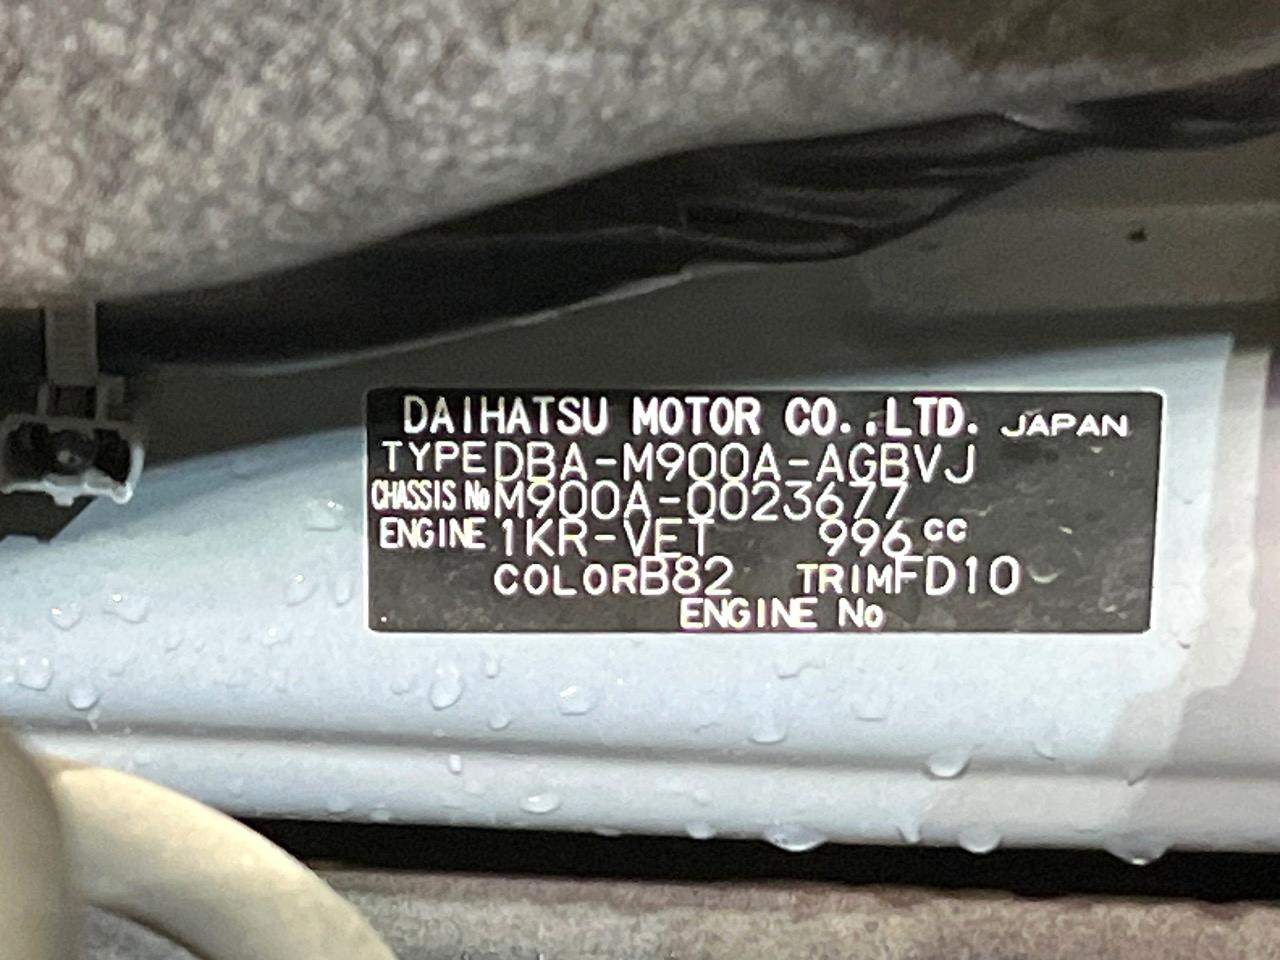 DAIHATSU MOTOR CO.,LTD. JAPAN
TYPE DBA-M900A-AGBVJ
CHASSIS No M900A-0023677
ENGINE 1KR-VET 996cc
COLOR B82 TRIM FD10
ENGINE No